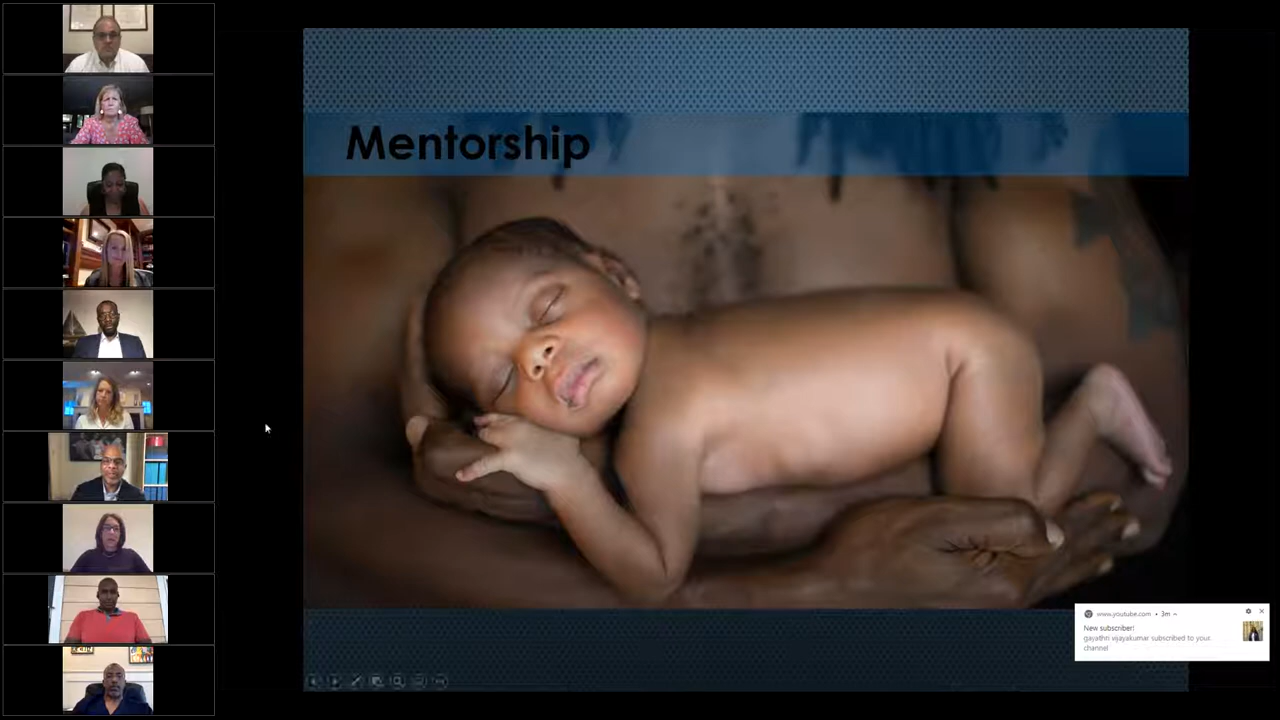 Mentorship
www.youtube.com • 3m
New subscriber!
gayathri vijayakumar subscribed to your
channel